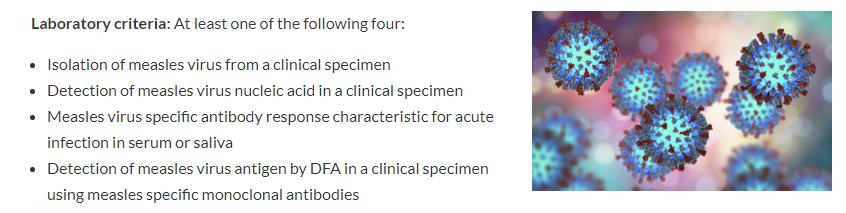 Laboratory criteria: At least one of the following four:
• Isolation of measles virus from a clinical specimen
• Detection of measles virus nucleic acid in a clinical specimen
• Measles virus specific antibody response characteristic for acute
infection in serum or saliva
• Detection of measles virus antigen by DFA in a clinical specimen
using measles specific monoclonal antibodies